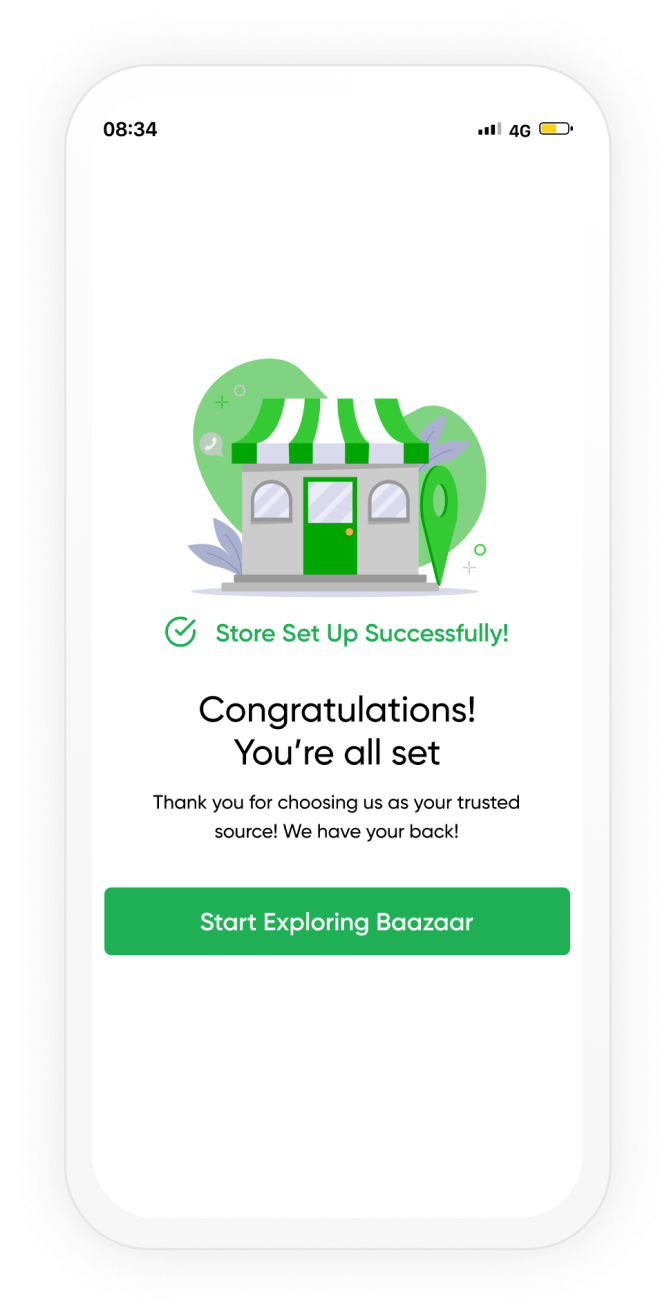 08:34 4G
Store Set Up Successfully!
Congratulations!
You’re all set
Thank you for choosing us as your trusted
source! We have your back!
Start Exploring Baazaar